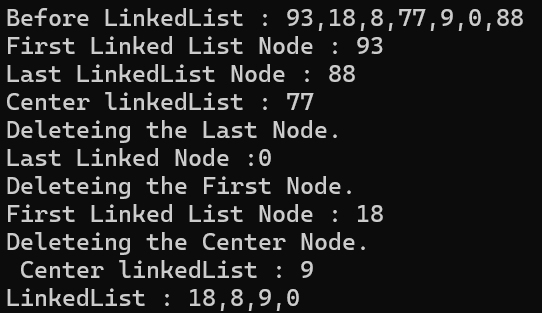 Before LinkedList : 93,18,8,77,9,0,88
First Linked List Node : 93
Last LinkedList Node : 88
Center linkedList : 77
Deleteing the Last Node.
Last Linked Node :0
Deleteing the First Node.
First Linked List Node : 18
Deleteing the Center Node.
 Center linkedList : 9
LinkedList : 18,8,9,0